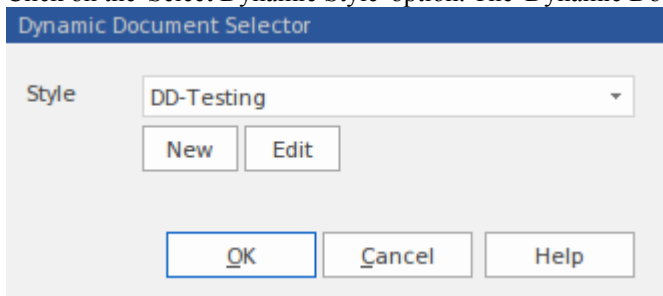 Click on the 'Select Dynamic Style' option. The 'Dynamic Do
Dynamic Document Selector
Style DD-Testing
New Edit
OK Cancel Help